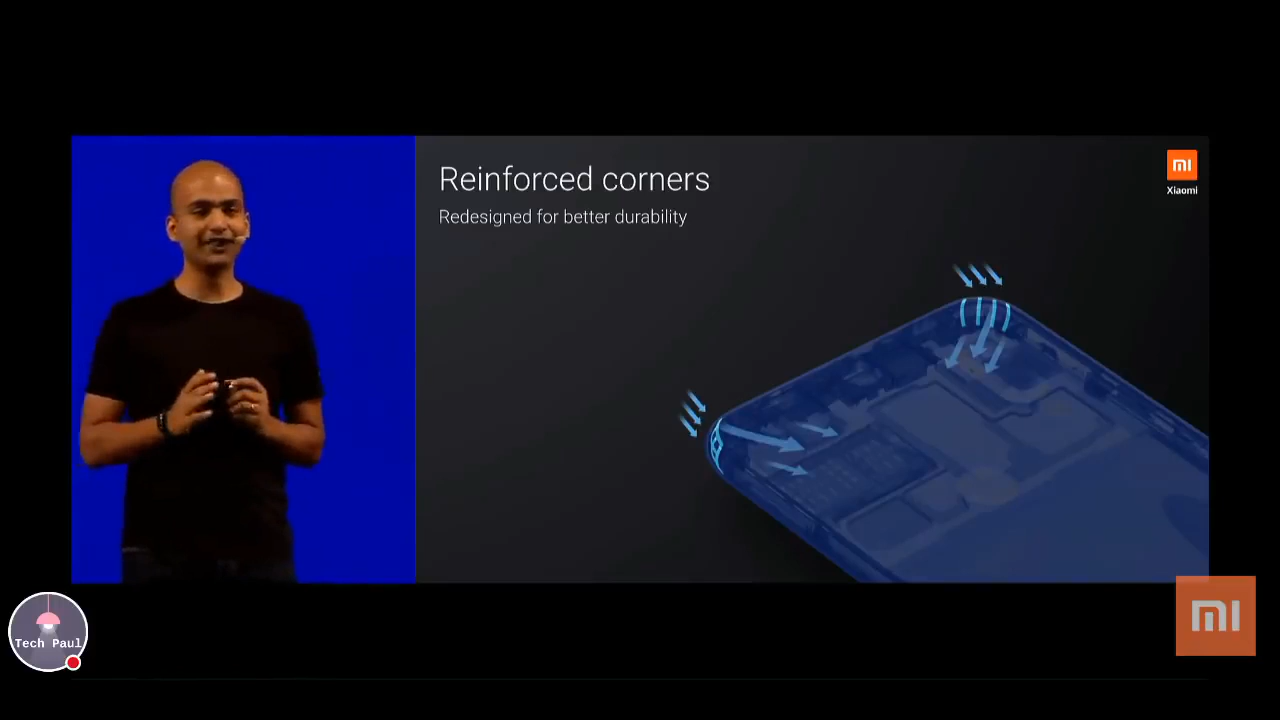 Reinforced corners
Redesigned for better durability
mi
Xiaomi
Tech Paul
mi